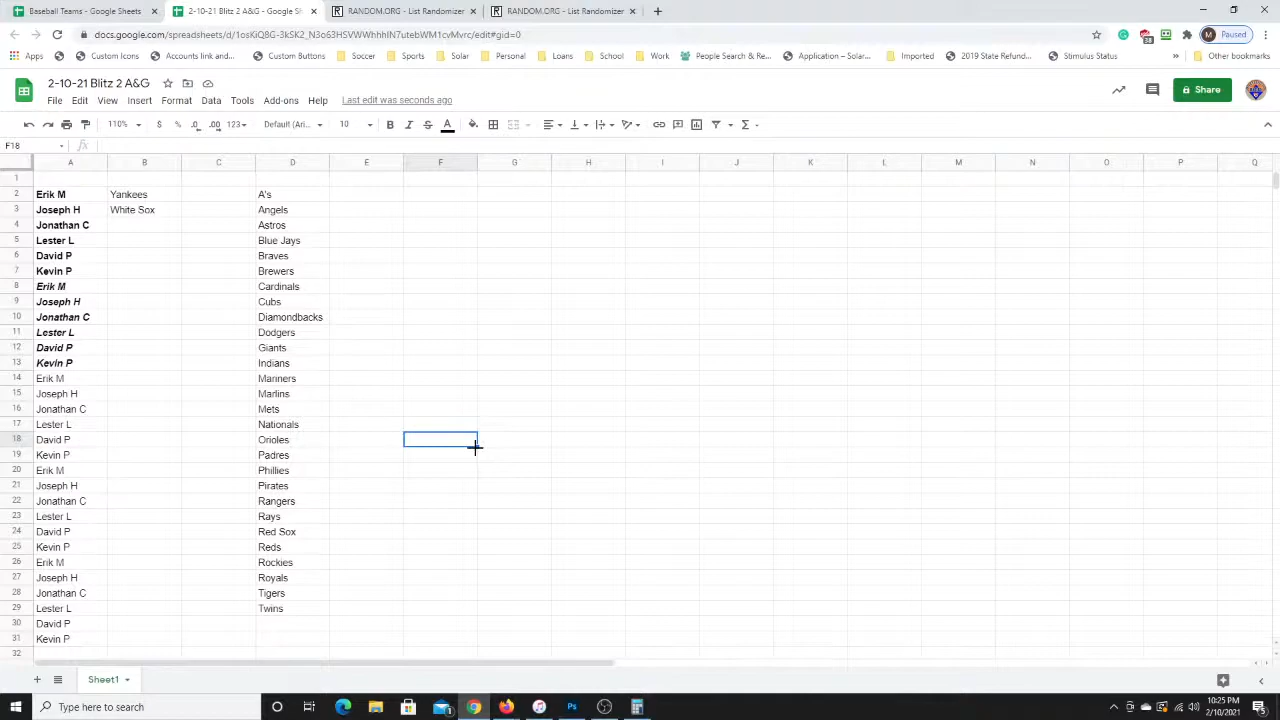 Baseball Teams - Google Sheets
2-10-21 Blitz 2 A&G - Google Sh
RANDOM.ORG - List Randomizer
RANDOM.ORG - List Randomizer
Apps
Custom Icons
Accounts link and...
Custom Buttons
Soccer
Sports
Solar
Personal
Loans
School
Work
People Search & Re...
Application – Solar...
Imported
2019 State Refund...
Stimulus Status
Other bookmarks
Paused
2-10-21 Blitz 2 A&G
File Edit View Insert Format Data Tools Add-ons Help Last edit was seconds ago
Share
110% $ % .0 .00 123 Default (Ari... 10 B I S A
F18 fx
A B C D E F G H I J K L M N O P Q
1
2 Erik M Yankees A's
3 Joseph H White Sox Angels
4 Jonathan C Astros
5 Lester L Blue Jays
6 David P Braves
7 Kevin P Brewers
8 Erik M Cardinals
9 Joseph H Cubs
10 Jonathan C Diamondbacks
11 Lester L Dodgers
12 David P Giants
13 Kevin P Indians
14 Erik M Mariners
15 Joseph H Marlins
16 Jonathan C Mets
17 Lester L Nationals
18 David P Orioles
19 Kevin P Padres
20 Erik M Phillies
21 Joseph H Pirates
22 Jonathan C Rangers
23 Lester L Rays
24 David P Red Sox
25 Kevin P Reds
26 Erik M Rockies
27 Joseph H Royals
28 Jonathan C Tigers
29 Lester L Twins
30 David P
31 Kevin P
32
Sheet1
Type here to search
10:25 PM
2/10/2021